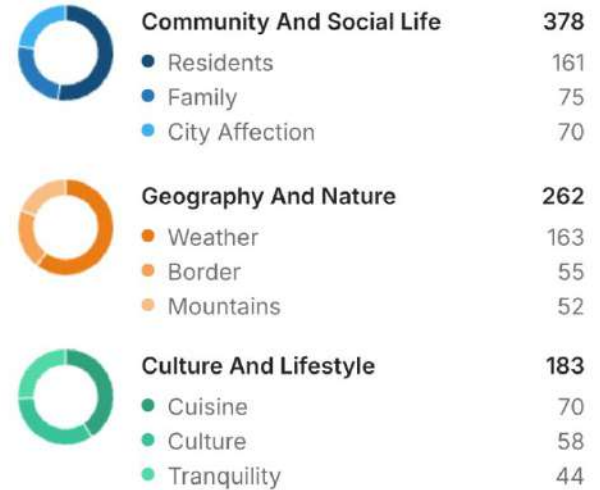 Community And Social Life 378
Residents 161
Family 75
City Affection 70
Geography And Nature 262
Weather 163
Border 55
Mountains 52
Culture And Lifestyle 183
Cuisine 70
Culture 58
Tranquility 44